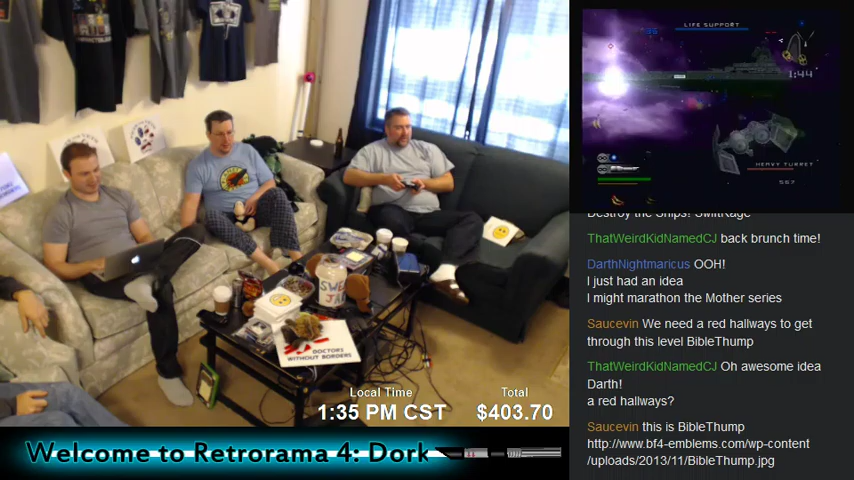 LIFE SUPPORT
1:44
HEAVY TURRET
567
Destroy the Ships! SwiftRage
ThatWeirdKidNamedCJ back brunch time!
DarthNightmaricus OOH!
I just had an idea
I might marathon the Mother series
Saucevin We need a red hallways to get
through this level BibleThump
ThatWeirdKidNamedCJ Oh awesome idea
Darth!
a red hallways?
Saucevin this is BibleThump
http://www.bf4-emblems.com/wp-content
/uploads/2013/11/BibleThump.jpg
SWEAR
JAR
DOCTORS
WITHOUT BORDERS
Local Time
1:35 PM CST
Total
$403.70
Welcome to Retrorama 4: Dork